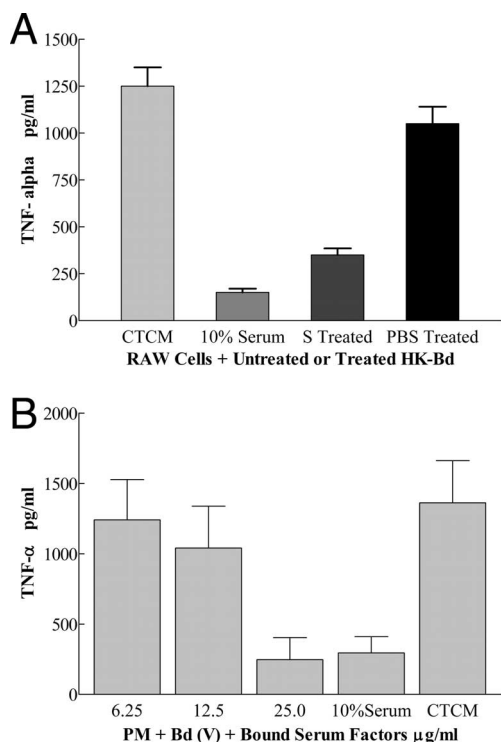 A
1500
1250
1000
750
500
250
0
TNF- alpha pg/ml
CTCM 10% Serum S Treated PBS Treated
RAW Cells + Untreated or Treated HK-Bd
B
2000
1500
1000
500
0
TNF-α pg/ml
6.25 12.5 25.0 10%Serum CTCM
PM + Bd (V) + Bound Serum Factors µg/ml